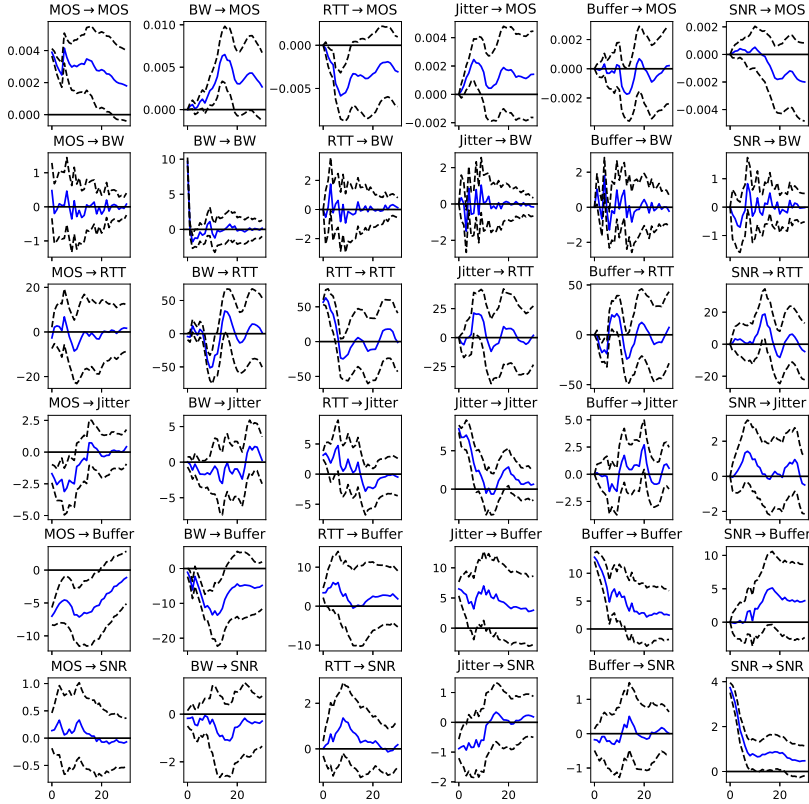 MOS → MOS BW → MOS RTT → MOS Jitter → MOS Buffer → MOS SNR → MOS
0.004 0.010 0.000 0.004 0.002 0.002
0.002 0.005 −0.005 0.002 0.000 0.000
0.000 0.000 0.000 −0.002 −0.002
−0.002 −0.004
MOS → BW BW → BW RTT → BW Jitter → BW Buffer → BW SNR → BW
1 10 2 2 2 1
0 5 0 0 0 0
−1 0 −2 −2 −2 −1
MOS → RTT BW → RTT RTT → RTT Jitter → RTT Buffer → RTT SNR → RTT
20 50 50 25 50 20
0 0 0 0 0 0
−20 −50 −50 −25 −50 −20
MOS → Jitter BW → Jitter RTT → Jitter Jitter → Jitter Buffer → Jitter SNR → Jitter
2.5 5 5 5 5.0 2
0.0 0 0 0 2.5 0
−2.5 −5 −5 0.0 −2
−5.0 −2.5
MOS → Buffer BW → Buffer RTT → Buffer Jitter → Buffer Buffer → Buffer SNR → Buffer
0 0 10 10 10 10
−5 −10 0 5 5 5
−10 −20 −10 0 0 0
MOS → SNR BW → SNR RTT → SNR Jitter → SNR Buffer → SNR SNR → SNR
1.0 0 2 1 1 4
0.5 −2 0 0 0 2
0.0 −1 −1 0
−0.5 −2
0 20 0 20 0 20 0 20 0 20 0 20